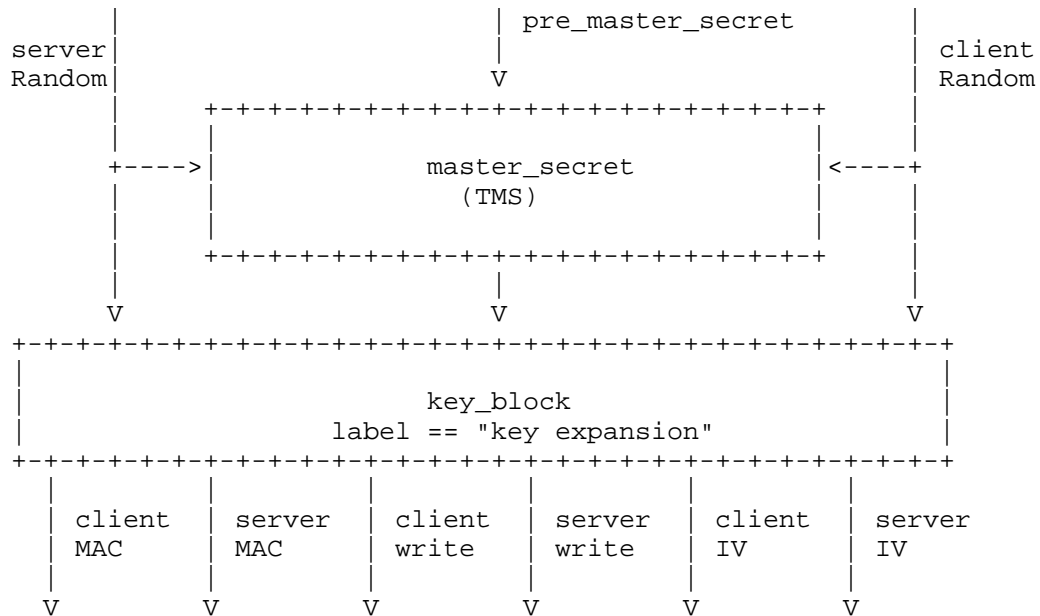 pre_master_secret
server client
Random V Random
+-+-+-+-+-+-+-+-+-+-+-+-+-+-+-+-+-+-+-+
+---->| master_secret |<----+
(TMS)
+-+-+-+-+-+-+-+-+-+-+-+-+-+-+-+-+-+-+-+
V V V
+-+-+-+-+-+-+-+-+-+-+-+-+-+-+-+-+-+-+-+-+-+-+-+-+-+-+-+-+-+
key_block
label == "key expansion"
+-+-+-+-+-+-+-+-+-+-+-+-+-+-+-+-+-+-+-+-+-+-+-+-+-+-+-+-+-+
client server client server client server
MAC MAC write write IV IV
V V V V V V